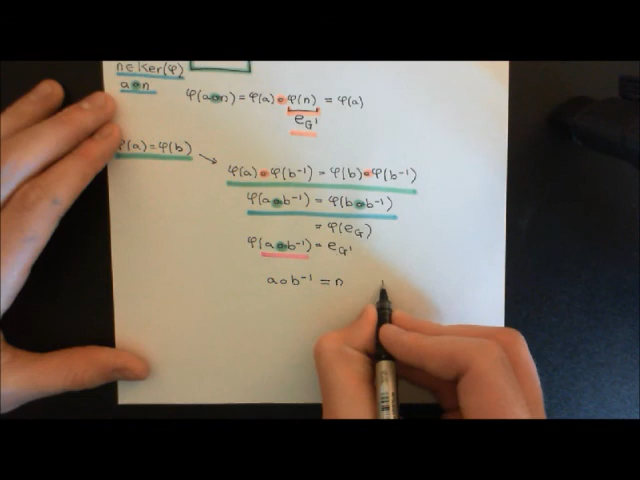 n∈Ker(φ)
a∘n
φ(a∘n) = φ(a) ∘ φ(n) = φ(a)
e_G'
φ(a) = φ(b)
φ(a) ∘ φ(b⁻¹) = φ(b) ∘ φ(b⁻¹)
φ(a∘b⁻¹) = φ(b∘b⁻¹)
= φ(e_G)
φ(a∘b⁻¹) = e_G'
a∘b⁻¹ = n